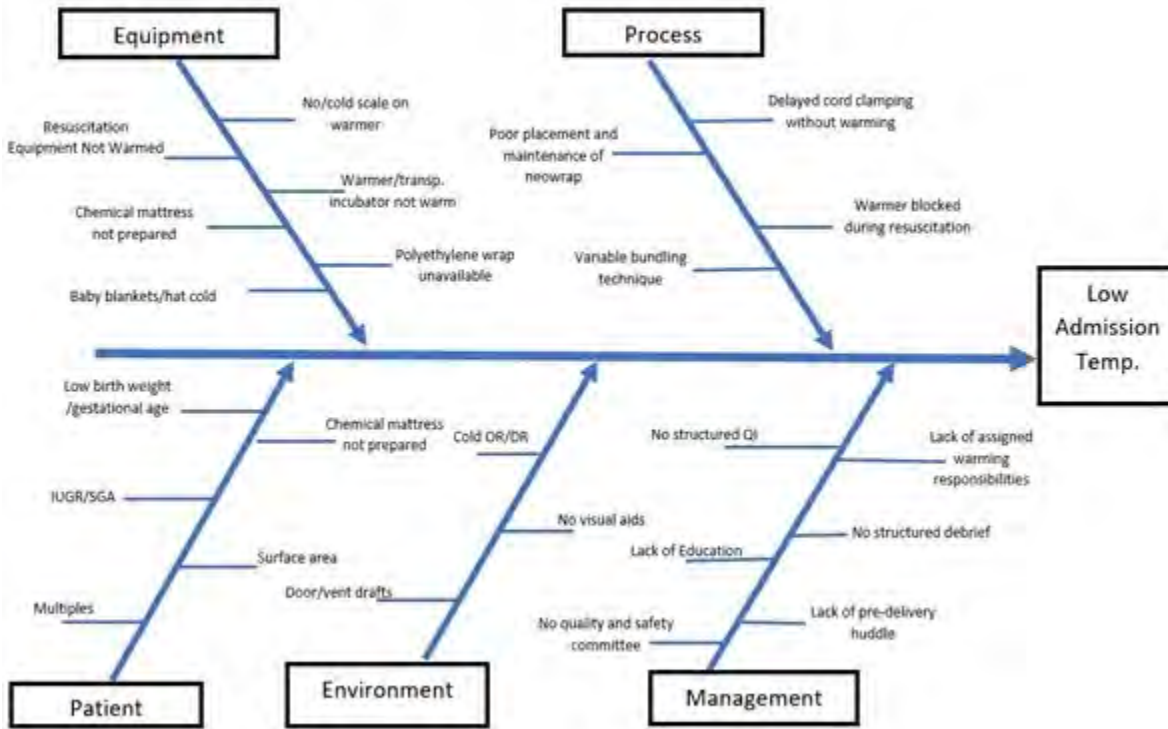 Equipment
Process
No/cold scale on
warmer
Resuscitation
Equipment Not Warmed
Warmer/transp.
incubator not warm
Chemical mattress
not prepared
Polyethylene wrap
unavailable
Baby blankets/hat cold
Delayed cord clamping
without warming
Poor placement and
maintenance of
neowrap
Warmer blocked
during resuscitation
Variable bundling
technique
Low
Admission
Temp.
Low birth weight
/gestational age
Chemical mattress
not prepared
IUGR/SGA
Surface area
Multiples
Cold OR/DR
No visual aids
Door/vent drafts
No structured QI
Lack of assigned
warming
responsibilities
No structured debrief
Lack of Education
Lack of pre-delivery
huddle
No quality and safety
committee
Patient
Environment
Management